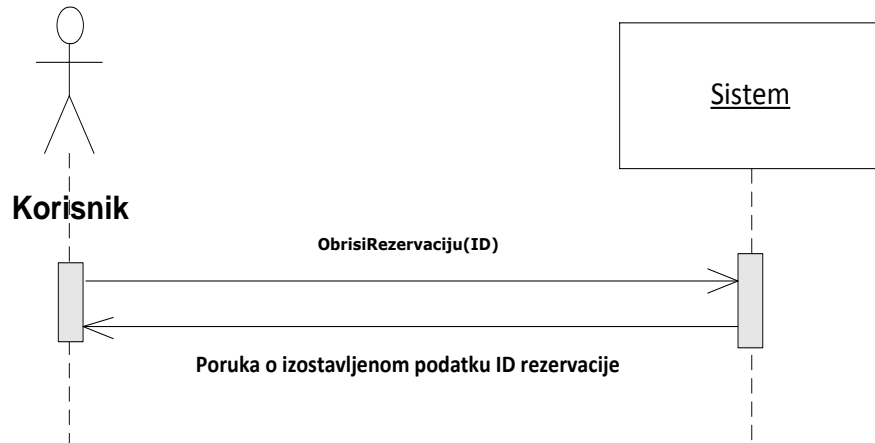 Sistem
Korisnik
ObrisiRezervaciju(ID)
Poruka o izostavljenom podatku ID rezervacije